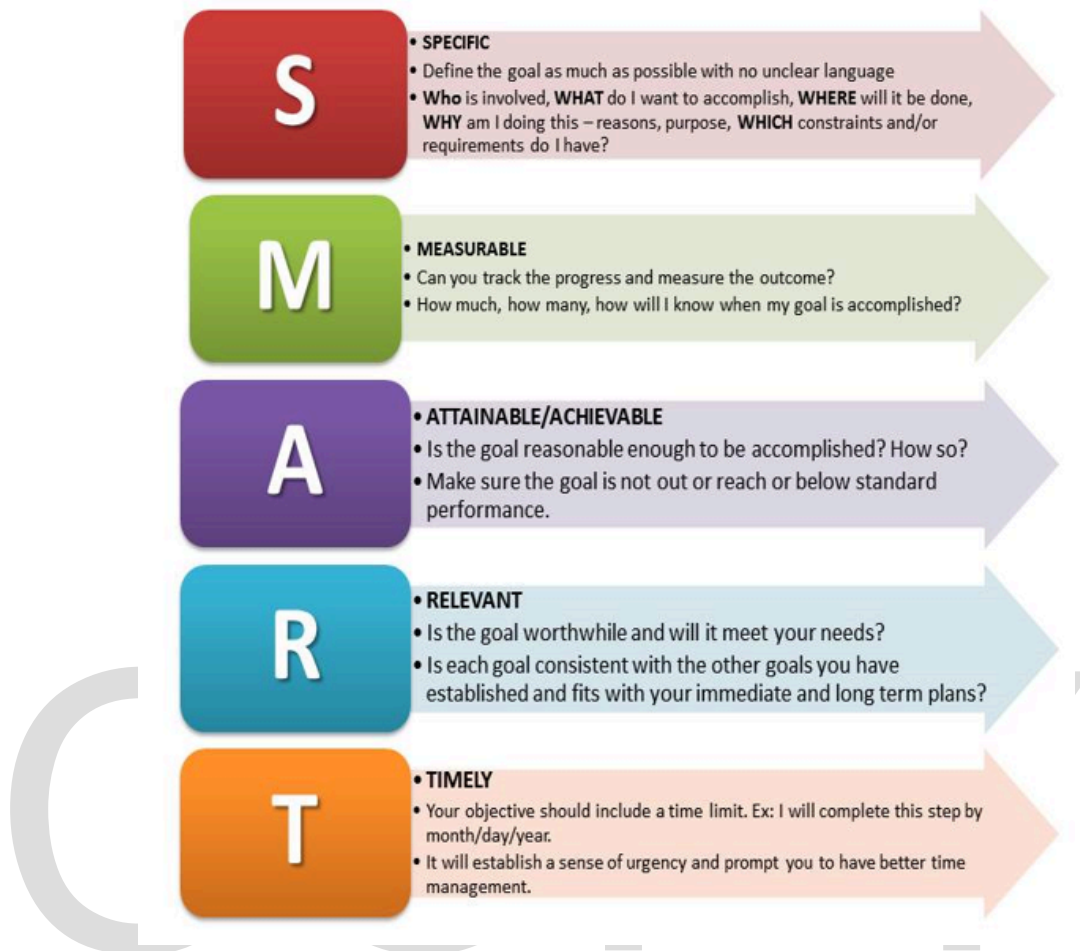 S
• SPECIFIC
• Define the goal as much as possible with no unclear language
• Who is involved, WHAT do I want to accomplish, WHERE will it be done,
WHY am I doing this – reasons, purpose, WHICH constraints and/or
requirements do I have?
M
• MEASURABLE
• Can you track the progress and measure the outcome?
• How much, how many, how will I know when my goal is accomplished?
A
• ATTAINABLE/ACHIEVABLE
• Is the goal reasonable enough to be accomplished? How so?
• Make sure the goal is not out or reach or below standard
performance.
R
• RELEVANT
• Is the goal worthwhile and will it meet your needs?
• Is each goal consistent with the other goals you have
established and fits with your immediate and long term plans?
T
• TIMELY
• Your objective should include a time limit. Ex: I will complete this step by
month/day/year.
• It will establish a sense of urgency and prompt you to have better time
management.